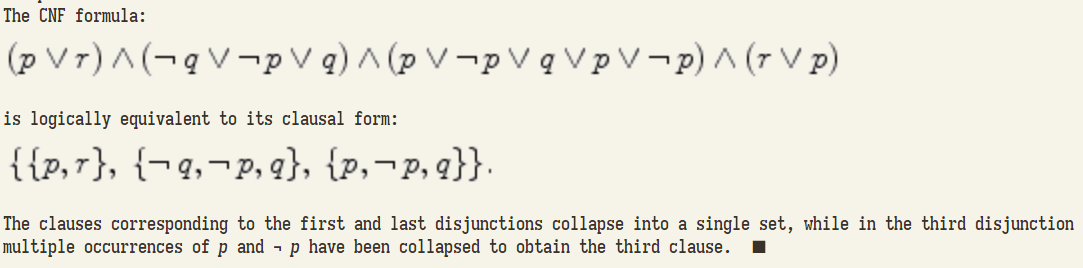 The CNF formula:
(p ∨ r) ∧ (¬ q ∨ ¬p ∨ q) ∧ (p ∨ ¬p ∨ q ∨ p ∨ ¬p) ∧ (r ∨ p)
is logically equivalent to its clausal form:
{{p, r}, {¬ q, ¬ p, q}, {p, ¬ p, q}}.
The clauses corresponding to the first and last disjunctions collapse into a single set, while in the third disjunction
multiple occurrences of p and ¬ p have been collapsed to obtain the third clause. ■